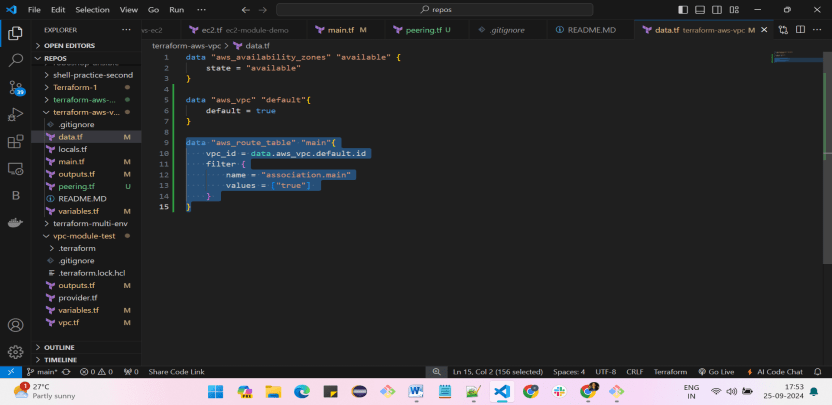 File Edit Selection View Go Run ··· repos
EXPLORER ···
OPEN EDITORS
REPOS
shell-practice-second
Terraform-1
terraform-aws-...
terraform-aws-v...
.gitignore
data.tf M
locals.tf
main.tf M
outputs.tf M
peering.tf U
README.MD
variables.tf M
terraform-multi-env
vpc-module-test
.terraform
.gitignore
.terraform.lock.hcl
outputs.tf M
provider.tf
variables.tf M
vpc.tf M
OUTLINE
TIMELINE
39
B
vs-ec2 ec2.tf ec2-module-demo main.tf M peering.tf U .gitignore README.MD data.tf terraform-aws-vpc M
terraform-aws-vpc > data.tf
1 data "aws_availability_zones" "available" {
2 state = "available"
3 }
4
5 data "aws_vpc" "default"{
6 default = true
7 }
8
9 data "aws_route_table" "main"{
10 vpc_id = data.aws_vpc.default.id
11 filter {
12 name = "association.main"
13 values = ["true"]
14 }
15 }
main* 0 0 0 Share Code Link Ln 15, Col 2 (156 selected) Spaces: 4 UTF-8 CRLF Terraform Go Live AI Code Chat
1 27°C
Partly sunny
PRE
ENG
IN
17:53
25-09-2024